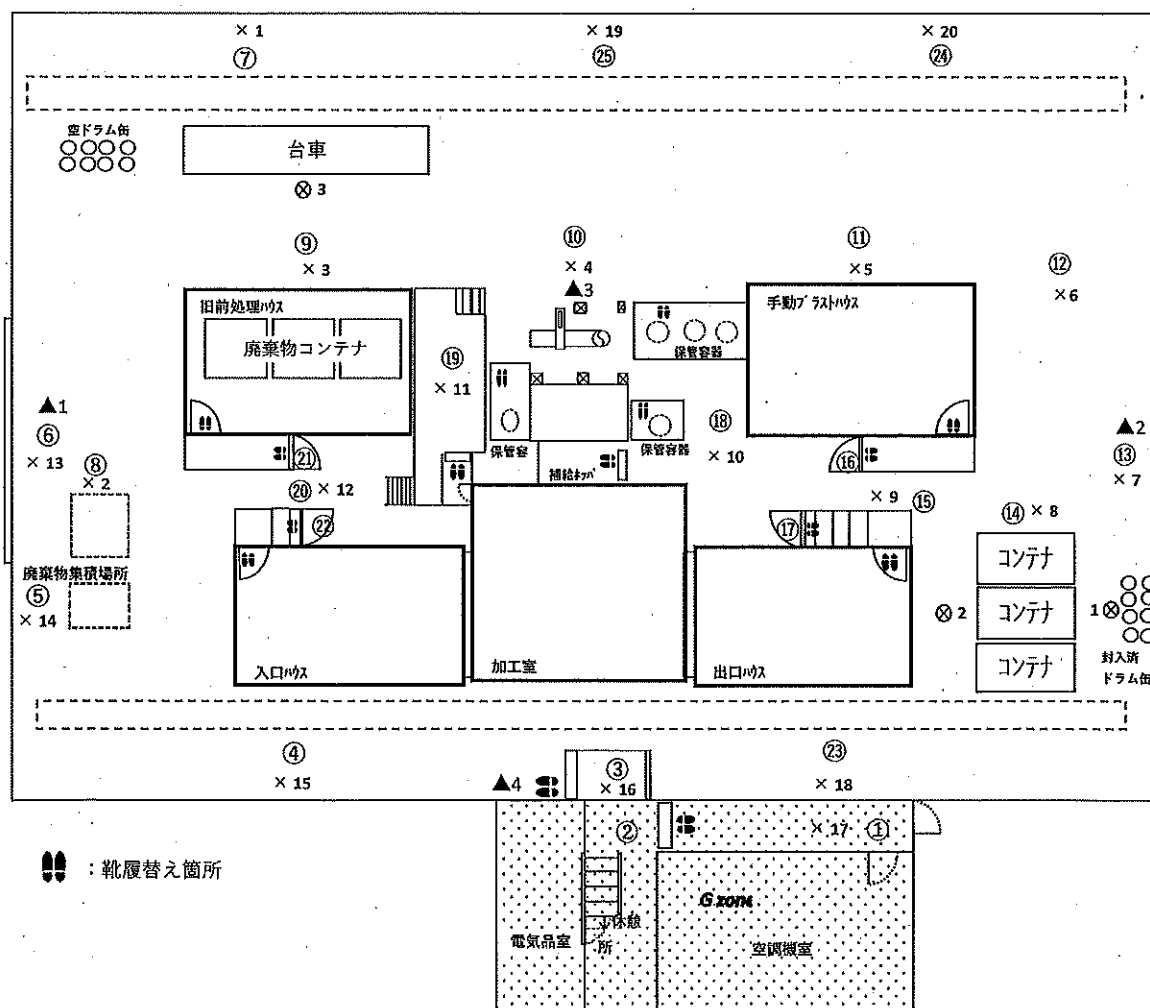 × 1
× 19
× 20
⑦
㉕
㉔
空ドラム缶
台車
⊗ 3
⑨
⑩
⑪
⑫
× 3
× 4
× 5
× 6
▲3
旧前処理ハウス
手動ブラストハウス
廃棄物コンテナ
保管容器
⑲
× 11
▲1
⑥
× 13
⑧
× 2
⑱
× 10
▲2
⑬
× 7
保管容
保管容器
補給ホッパ
㉑
⑯
⑳
× 12
× 9
⑮
⑭
× 8
㉒
⑰
コンテナ
廃棄物集積場所
⑤
× 14
⊗ 2
コンテナ
1⊗
入口ハウス
加工室
出口ハウス
コンテナ
封入済
ドラム缶
④
× 15
▲4
③
× 16
㉓
× 18
②
× 17
①
：靴履替え箇所
G zone
電気品室
休憩
所
空調機室